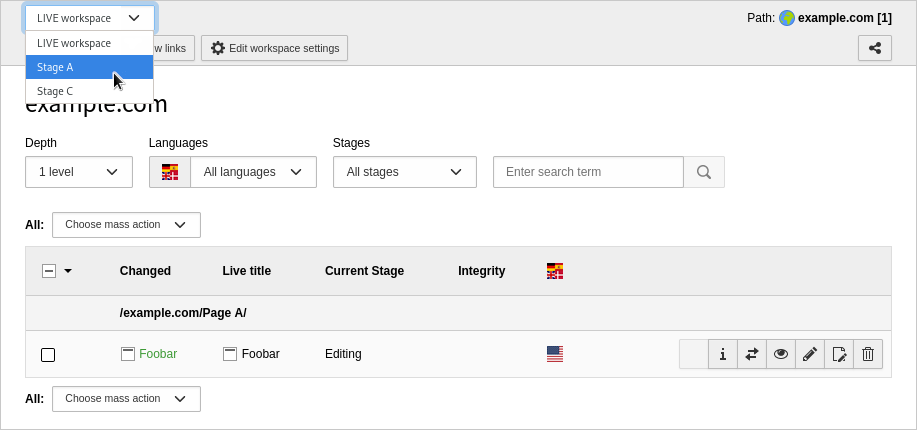 LIVE workspace
Path: example.com [1]
LIVE workspace
w links
Edit workspace settings
Stage A
Stage C
example.com
Depth
Languages
Stages
1 level
All languages
All stages
Enter search term
All: Choose mass action
Changed
Live title
Current Stage
Integrity
/example.com/Page A/
Foobar
Foobar
Editing
All: Choose mass action